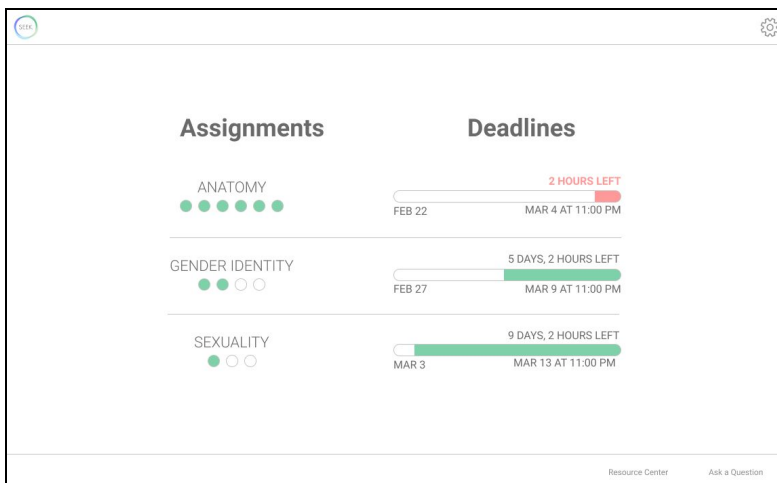 SEEK
Assignments
Deadlines
ANATOMY
2 HOURS LEFT
FEB 22
MAR 4 AT 11:00 PM
GENDER IDENTITY
5 DAYS, 2 HOURS LEFT
FEB 27
MAR 9 AT 11:00 PM
SEXUALITY
9 DAYS, 2 HOURS LEFT
MAR 3
MAR 13 AT 11:00 PM
Resource Center
Ask a Question